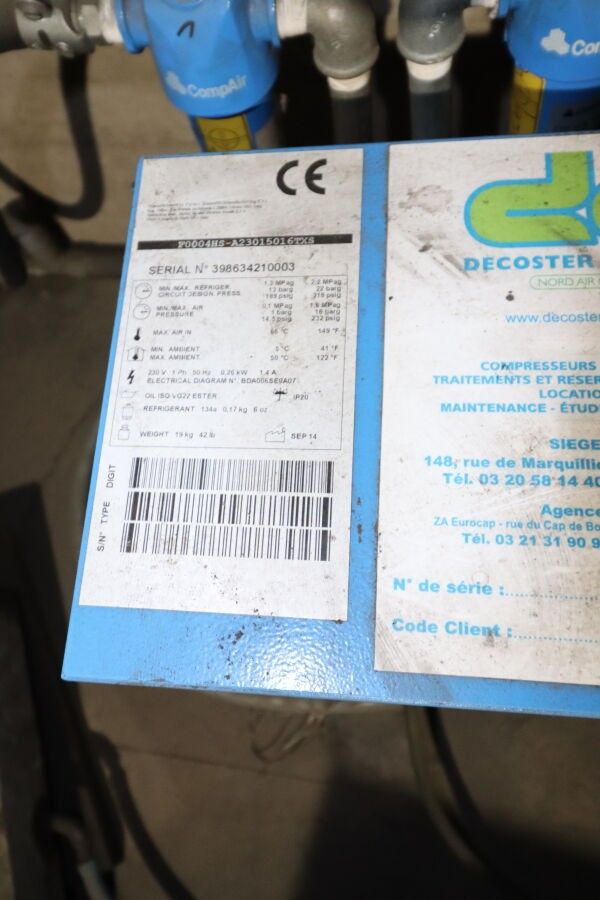 1
CompAir
Com
CE
F0004HS-A23015016TXS
SERIAL N° 398634210003
MIN./MAX. REFRIGER. 1,3 MPag 2,2 MPag
CIRCUIT DESIGN PRESS. 13 barg 22 barg
189 psig 319 psig
MIN./MAX. AIR 0,1 MPag 1,6 MPag
PRESSURE 1 barg 16 barg
14,5 psig 232 psig
MAX. AIR IN 65 °C 149 °F
MIN. AMBIENT 5 °C 41 °F
MAX. AMBIENT 50 °C 122 °F
230 V 1 Ph 50 Hz 0,26 kW 1,4 A
ELECTRICAL DIAGRAM N°
OIL ISO VG22 ESTER IP20
REFRIGERANT 134a 0,17 kg 6 oz
WEIGHT 19 kg 42 lb SEP 14
S/N° TYPE DIGIT
DECOSTER
NORD AIR
www.decoster
COMPRESSEURS
TRAITEMENTS ET RESER
LOCATIO
MAINTENANCE - ÉTUD
SIEGE
148, rue de Marquillie
Tél. 03 20 58 14 40
Agence
ZA Eurocap - rue du Cap de Bo
Tél. 03 21 31 90 9
N° de série :
Code Client :